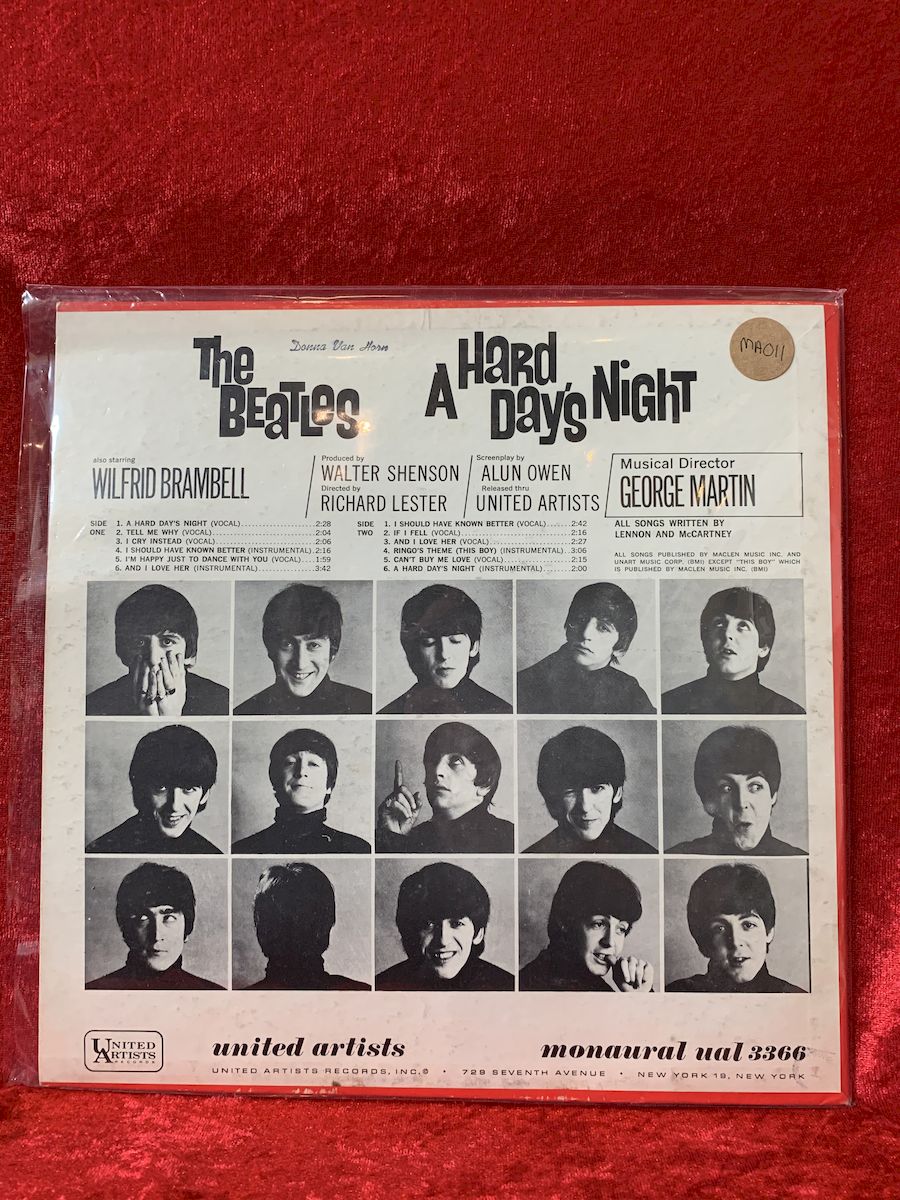 The
BEATLES
Donna Van Horn
A HARD
DAY'S NIGHT
MA011
also starring
WILFRID BRAMBELL
Produced by
WALTER SHENSON
Directed by
RICHARD LESTER
Screenplay by
ALUN OWEN
Released thru
UNITED ARTISTS
Musical Director
GEORGE MARTIN
ALL SONGS WRITTEN BY
LENNON AND McCARTNEY
ALL SONGS PUBLISHED BY MACLEN MUSIC INC. AND
UNART MUSIC CORP. (BMI) EXCEPT "THIS BOY" WHICH
IS PUBLISHED BY MACLEN MUSIC INC. (BMI)
SIDE ONE
1. A HARD DAY'S NIGHT (VOCAL) 2:28
2. TELL ME WHY (VOCAL) 2:04
3. I CRY INSTEAD (VOCAL) 2:06
4. I SHOULD HAVE KNOWN BETTER (INSTRUMENTAL) 2:16
5. I'M HAPPY JUST TO DANCE WITH YOU (VOCAL) 1:59
6. AND I LOVE HER (INSTRUMENTAL) 3:42
SIDE TWO
1. I SHOULD HAVE KNOWN BETTER (VOCAL) 2:42
2. IF I FELL (VOCAL) 2:16
3. AND I LOVE HER (VOCAL) 2:27
4. RINGO'S THEME (THIS BOY) (INSTRUMENTAL) 3:06
5. CAN'T BUY ME LOVE (VOCAL) 2:15
6. A HARD DAY'S NIGHT (INSTRUMENTAL) 2:00
UNITED
ARTISTS
RECORDS
united artists
monaural ual 3366
UNITED ARTISTS RECORDS, INC.® • 729 SEVENTH AVENUE • NEW YORK 19, NEW YORK